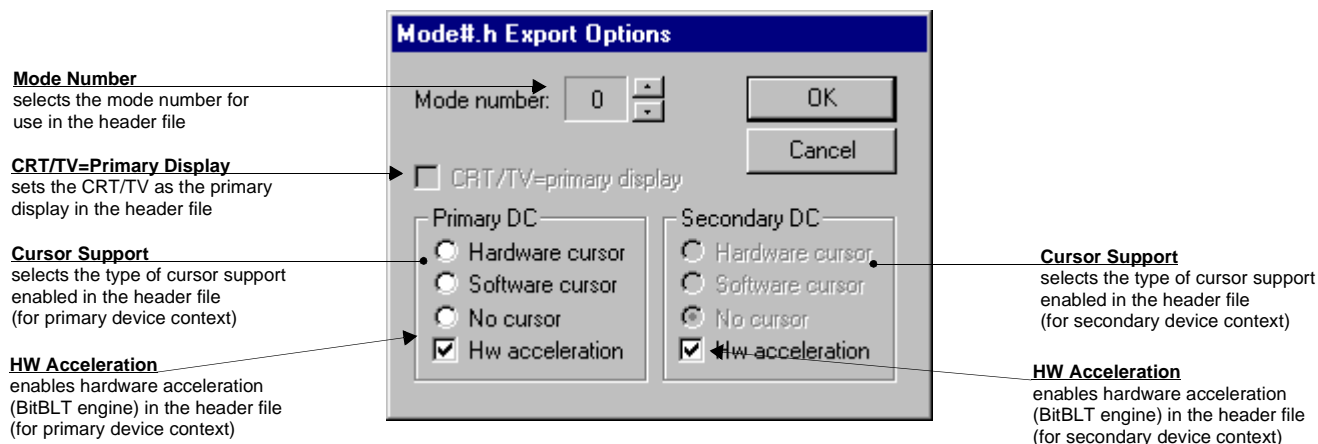 Mode#.h Export Options
Mode Number
selects the mode number for
use in the header file
Mode number:
0
OK
Cancel
CRT/TV=Primary Display
sets the CRT/TV as the primary
display in the header file
CRT/TV=primary display
Cursor Support
selects the type of cursor support
enabled in the header file
(for primary device context)
HW Acceleration
enables hardware acceleration
(BitBLT engine) in the header file
(for primary device context)
Primary DC
Hardware cursor
Software cursor
No cursor
Hw acceleration
Secondary DC
Hardware cursor
Software cursor
No cursor
Hw acceleration
Cursor Support
selects the type of cursor support
enabled in the header file
(for secondary device context)
HW Acceleration
enables hardware acceleration
(BitBLT engine) in the header file
(for secondary device context)